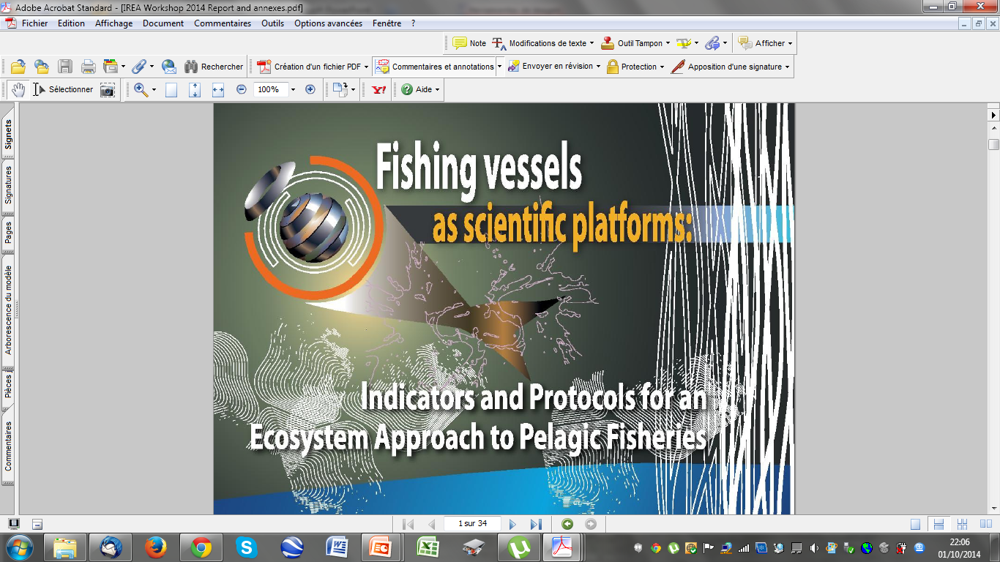 Adobe Acrobat Standard - [IREA Workshop 2014 Report and annexes.pdf]
Fichier Edition Affichage Document Commentaires Outils Options avancées Fenêtre ?
Note Modifications de texte Outil Tampon Afficher
Rechercher Création d'un fichier PDF Commentaires et annotations Envoyer en révision Protection Apposition d'une signature
Sélectionner 100% Y! Aide
Signets
Signatures
Pages
Arborescence du modèle
Pièces j
Commentaires
Fishing vessels
as scientific platforms:
Indicators and Protocols for an
Ecosystem Approach to Pelagic Fisheries
1 sur 34
22:06
01/10/2014